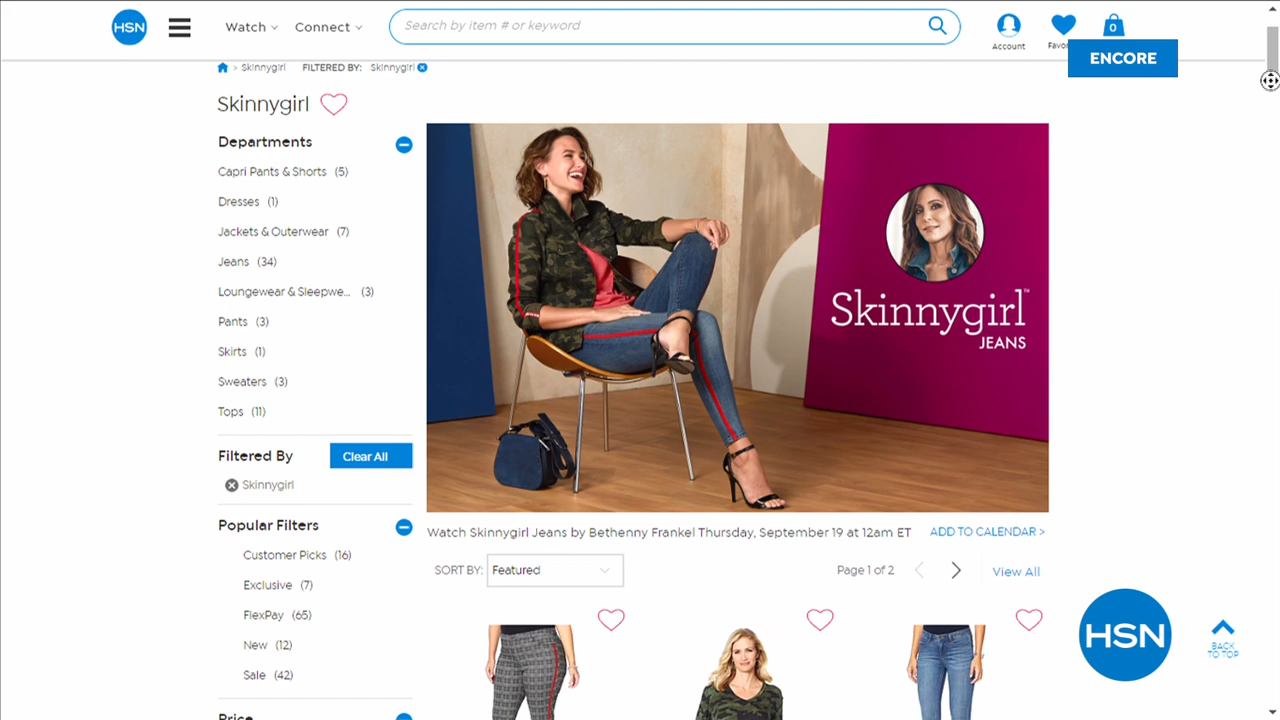 HSN
Watch
Connect
Search by item # or keyword
Account
0
ENCORE
> Skinnygirl
FILTERED BY:
Skinnygirl
Skinnygirl
Departments
Capri Pants & Shorts (5)
Dresses (1)
Jackets & Outerwear (7)
Jeans (34)
Loungewear & Sleepwe... (3)
Pants (3)
Skirts (1)
Sweaters (3)
Tops (11)
Filtered By
Clear All
Skinnygirl
Popular Filters
Customer Picks (16)
Exclusive (7)
FlexPay (65)
New (12)
Sale (42)
Price
Skinnygirl™
JEANS
Watch Skinnygirl Jeans by Bethenny Frankel Thursday, September 19 at 12am ET
ADD TO CALENDAR >
SORT BY:
Featured
Page 1 of 2
View All
HSN
BACK
TO TOP